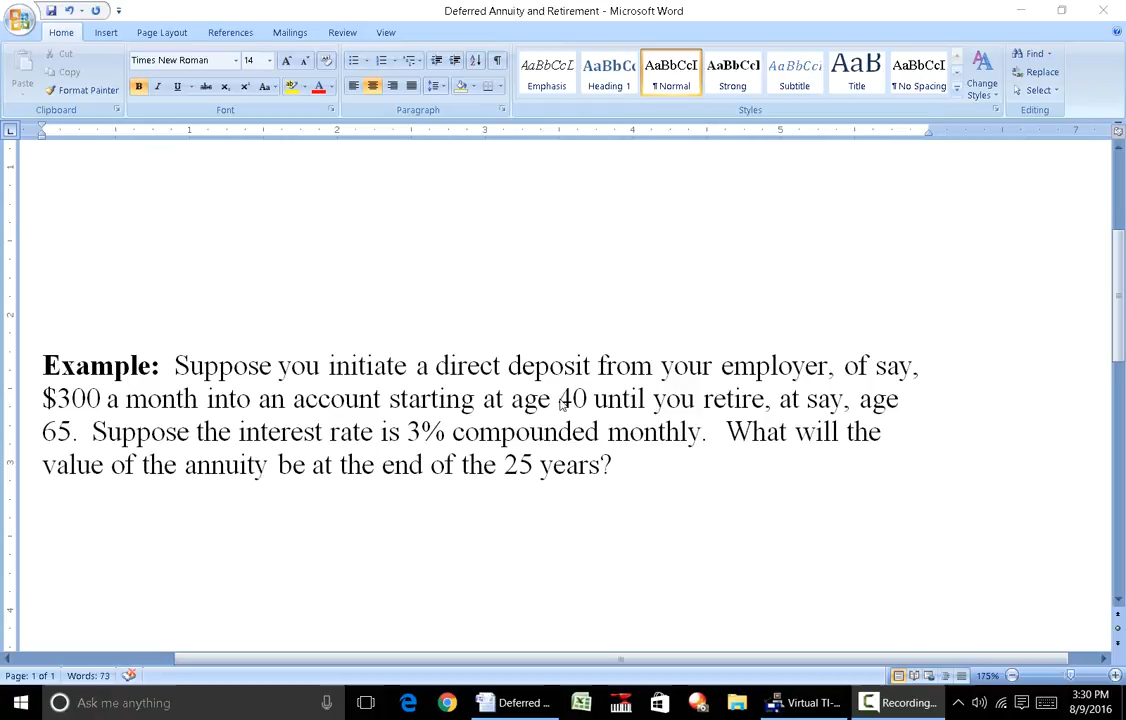 Deferred Annuity and Retirement - Microsoft Word
Home Insert Page Layout References Mailings Review View
Cut
Copy
Format Painter
Paste
Clipboard
Times New Roman 14
Font
Paragraph
AaBbCcL AaBbCc AaBbCcI AaBbCcI AaBbCcI AaB AaBbCcI
Emphasis Heading 1 ¶ Normal Strong Subtitle Title ¶ No Spacing
Change Styles
Styles
Find
Replace
Select
Editing
1 2 3 4 5 7
Example: Suppose you initiate a direct deposit from your employer, of say,
$300 a month into an account starting at age 40 until you retire, at say, age
65. Suppose the interest rate is 3% compounded monthly. What will the
value of the annuity be at the end of the 25 years?
Page: 1 of 1 Words: 73 175%
Ask me anything Deferred ... Virtual TI-... Recording... 3:30 PM
8/9/2016